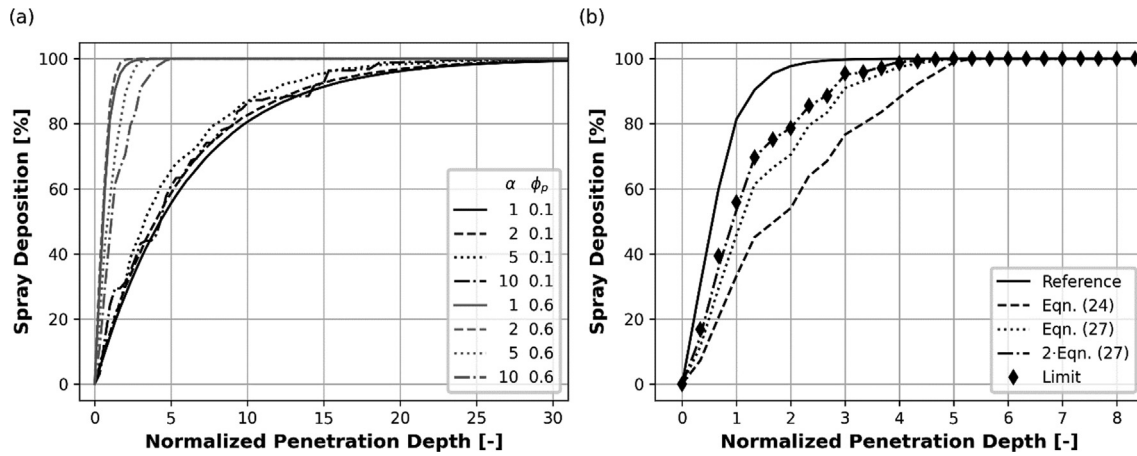 (a)
(b)
Spray Deposition [%]
100
80
60
40
20
0
0 5 10 15 20 25 30
Normalized Penetration Depth [-]
α ϕp
1 0.1
2 0.1
5 0.1
10 0.1
1 0.6
2 0.6
5 0.6
10 0.6
Spray Deposition [%]
100
80
60
40
20
0
0 1 2 3 4 5 6 7 8
Normalized Penetration Depth [-]
Reference
Eqn. (24)
Eqn. (27)
2·Eqn. (27)
Limit